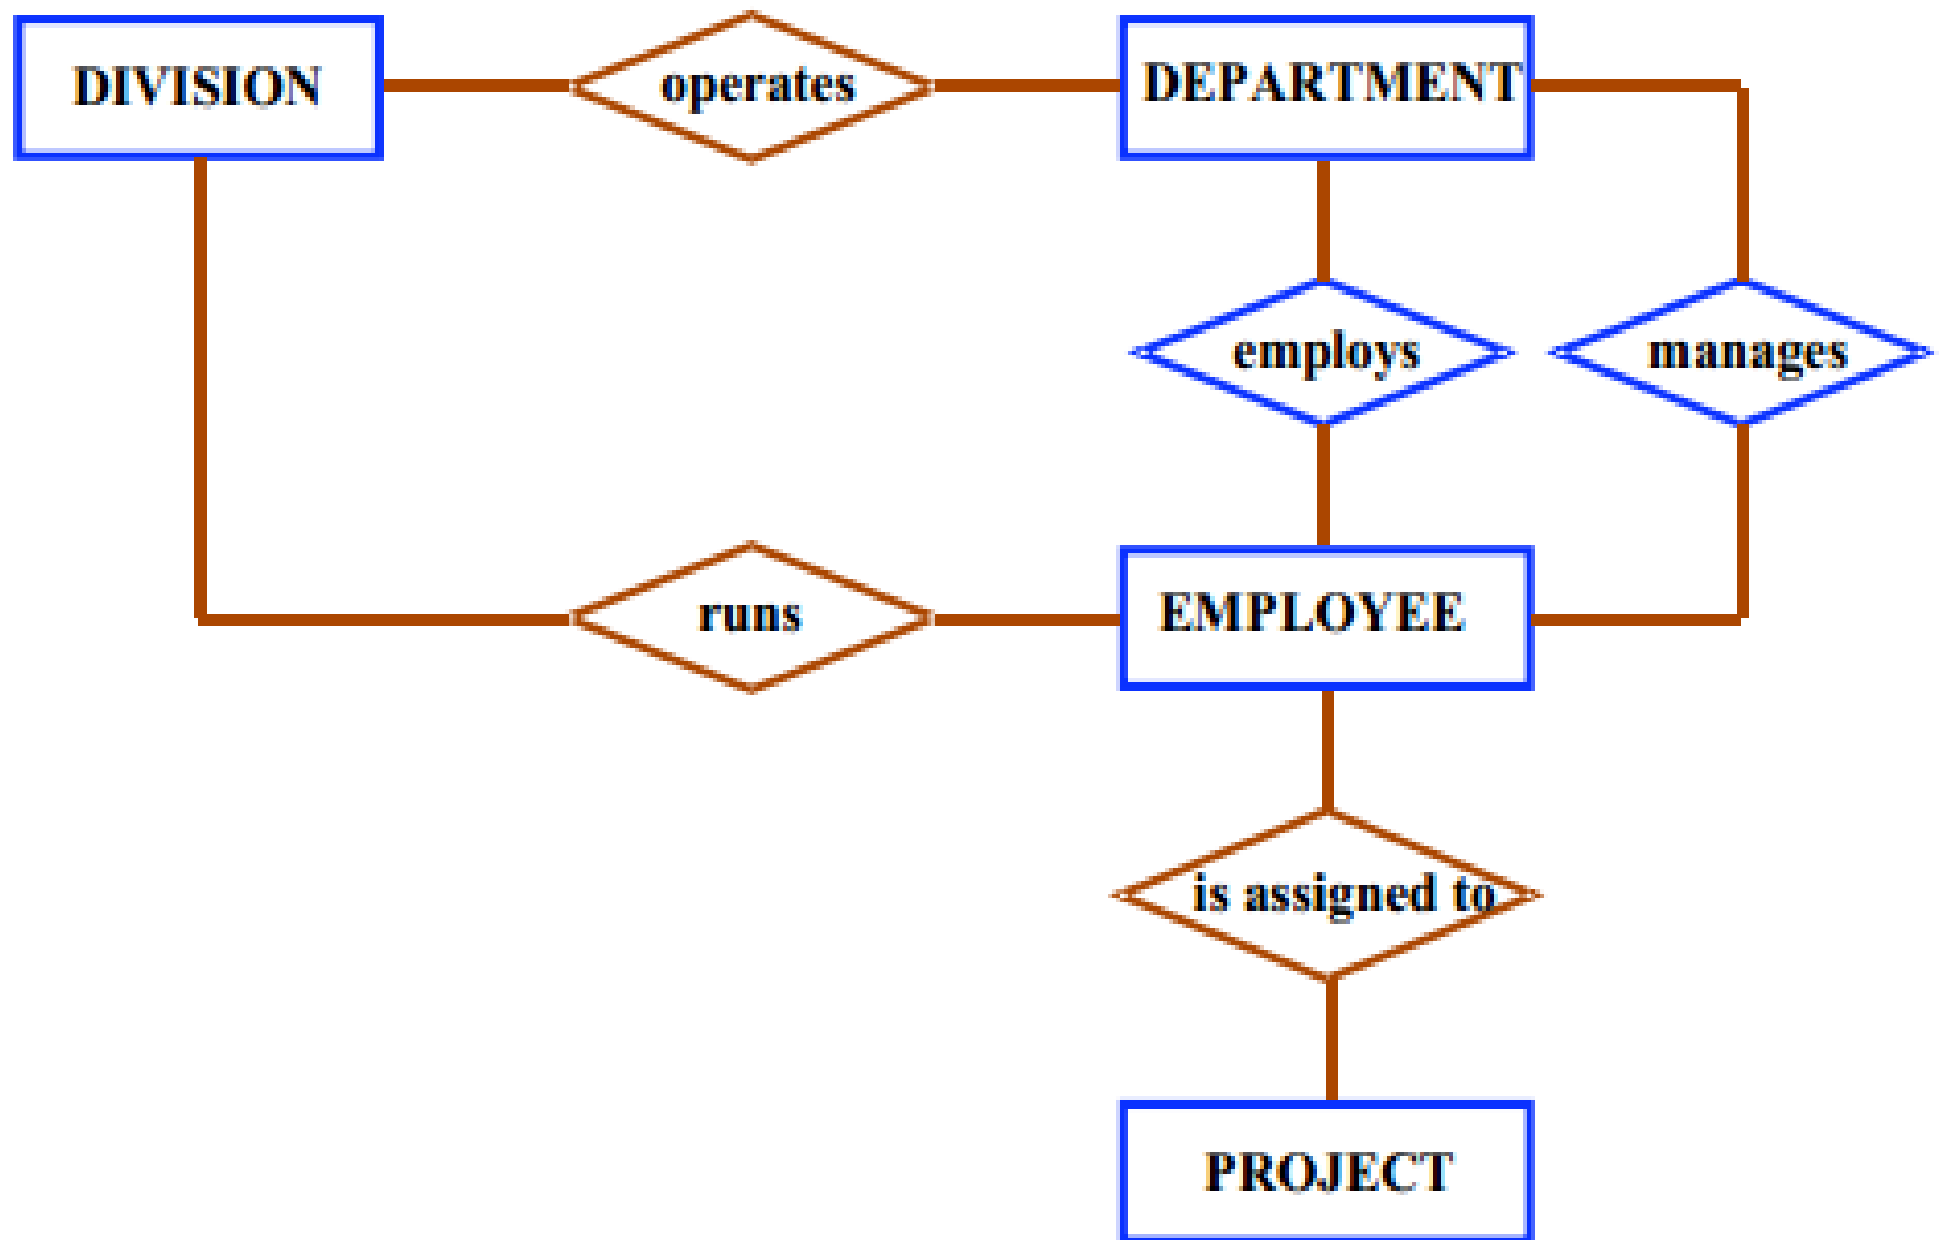 DIVISION
operates
DEPARTMENT
employs
manages
runs
EMPLOYEE
is assigned to
PROJECT